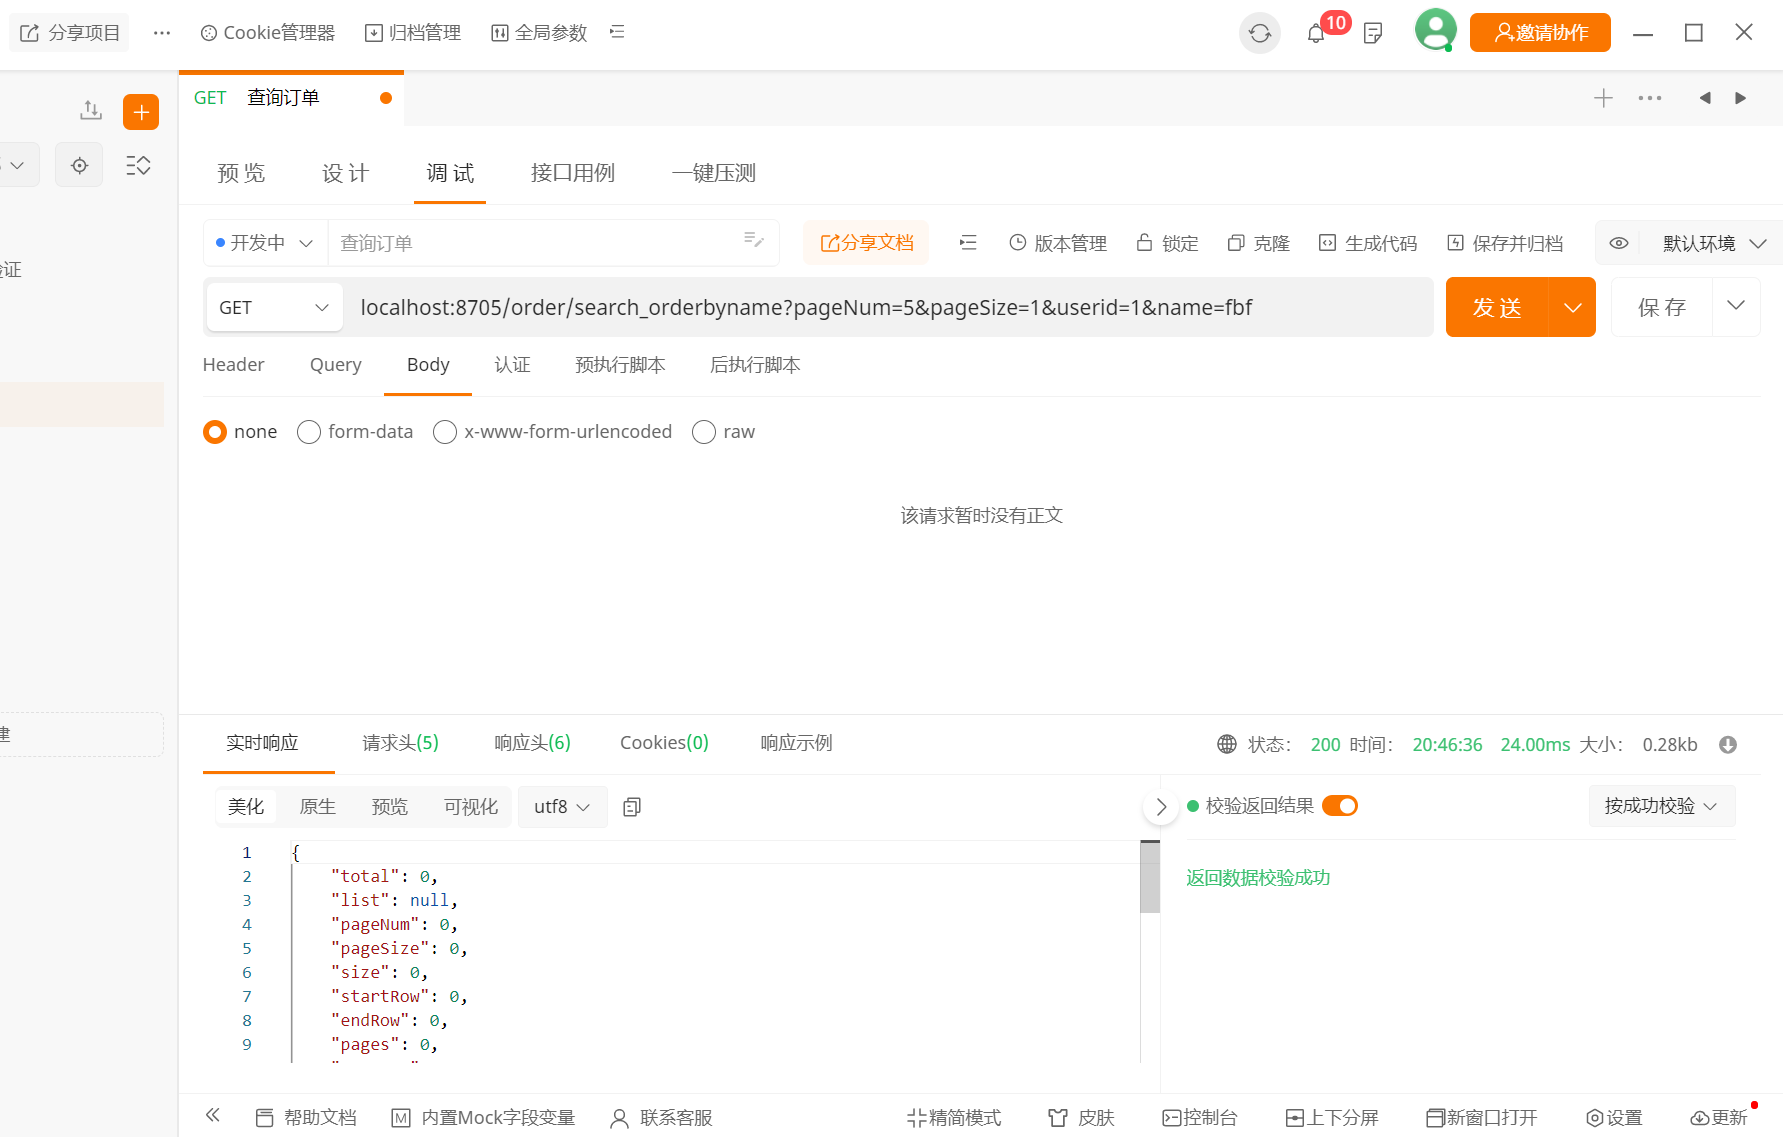 分享项目 ··· Cookie管理器 归档管理 全局参数 10 邀请协作
GET 查询订单
预 览 设 计 调 试 接口用例 一键压测
开发中 查询订单 分享文档 版本管理 锁定 克隆 生成代码 保存并归档 默认环境
验证
GET localhost:8705/order/search_orderbyname?pageNum=5&pageSize=1&userid=1&name=fbf 发 送 保 存
Header Query Body 认证 预执行脚本 后执行脚本
none form-data x-www-form-urlencoded raw
该请求暂时没有正文
建
实时响应 请求头(5) 响应头(6) Cookies(0) 响应示例 状态： 200 时间： 20:46:36 24.00ms 大小： 0.28kb
美化 原生 预览 可视化 utf8 校验返回结果 按成功校验
返回数据校验成功
1 {
2 "total": 0,
3 "list": null,
4 "pageNum": 0,
5 "pageSize": 0,
6 "size": 0,
7 "startRow": 0,
8 "endRow": 0,
9 "pages": 0,
帮助文档 内置Mock字段变量 联系客服 精简模式 皮肤 控制台 上下分屏 新窗口打开 设置 更新